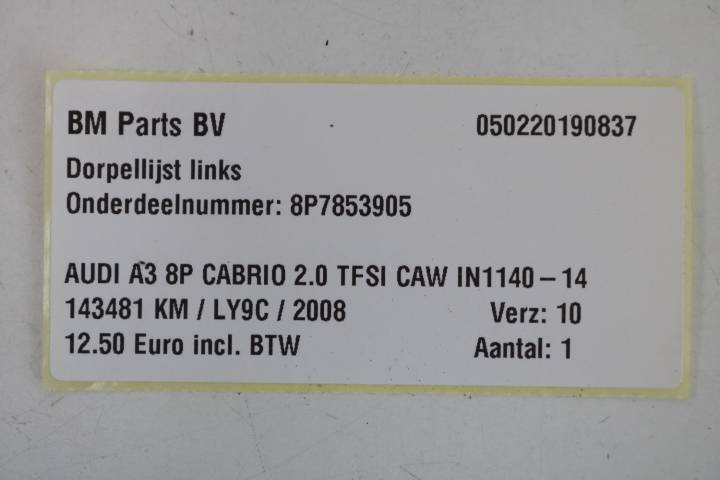 BM Parts BV 050220190837
Dorpellijst links
Onderdeelnummer: 8P7853905
AUDI A3 8P CABRIO 2.0 TFSI CAW IN1140-14
143481 KM / LY9C / 2008 Verz: 10
12.50 Euro incl. BTW Aantal: 1